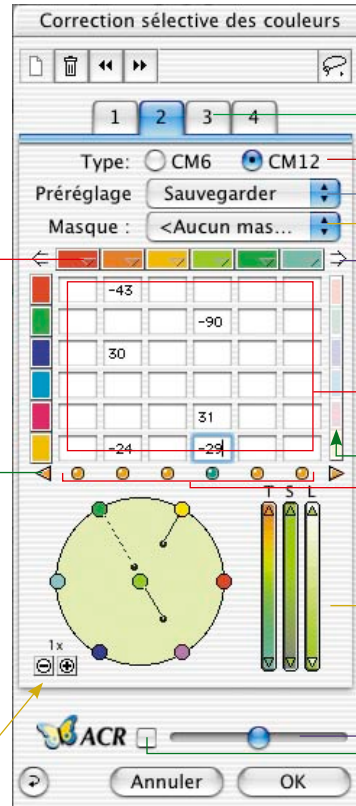 Correction sélective des couleurs
1 2 3 4
Type: CM6 CM12
Préréglage Sauvegarder
Masque : <Aucun mas...
-43
-90
30
31
-24 -29
T S L
1x
ACR
Annuler OK